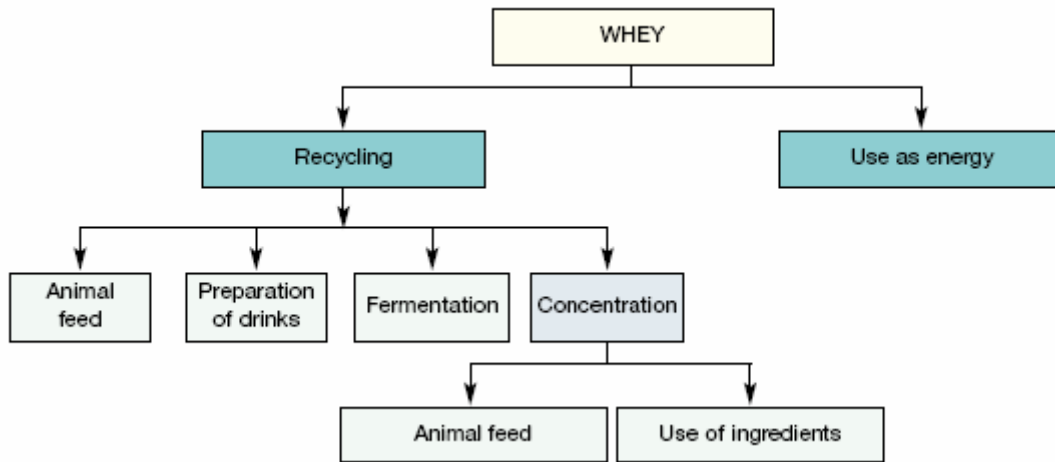 WHEY
Recycling
Use as energy
Animal
feed
Preparation
of drinks
Fermentation
Concentration
Animal feed
Use of ingredients